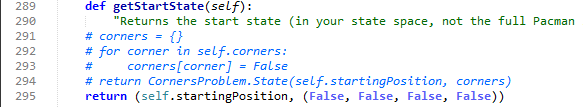 289 def getStartState(self):
290 "Returns the start state (in your state space, not the full Pacman
291 # corners = {}
292 # for corner in self.corners:
293 # corners[corner] = False
294 # return CornersProblem.State(self.startingPosition, corners)
295 return (self.startingPosition, (False, False, False, False))